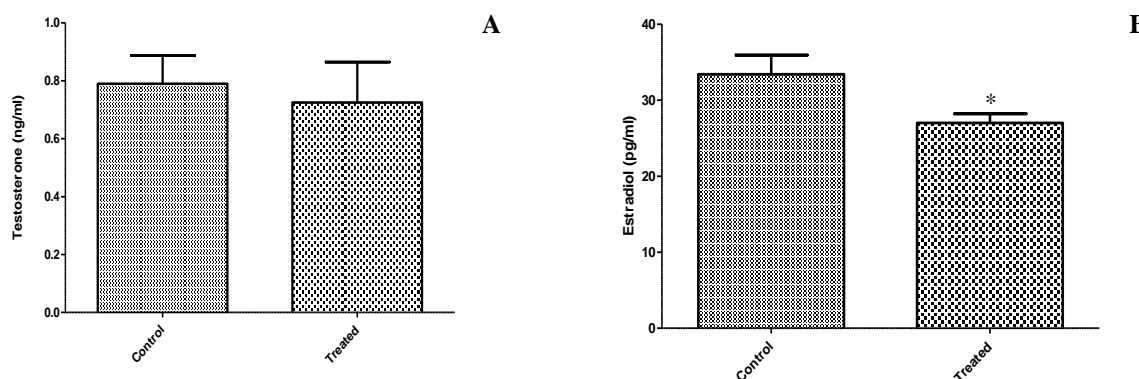 A
Testosterone (ng/ml)
1.0
0.8
0.6
0.4
0.2
0.0
Control
Treated
Estradiol (pg/ml)
40
30
20
10
0
*
Control
Treated